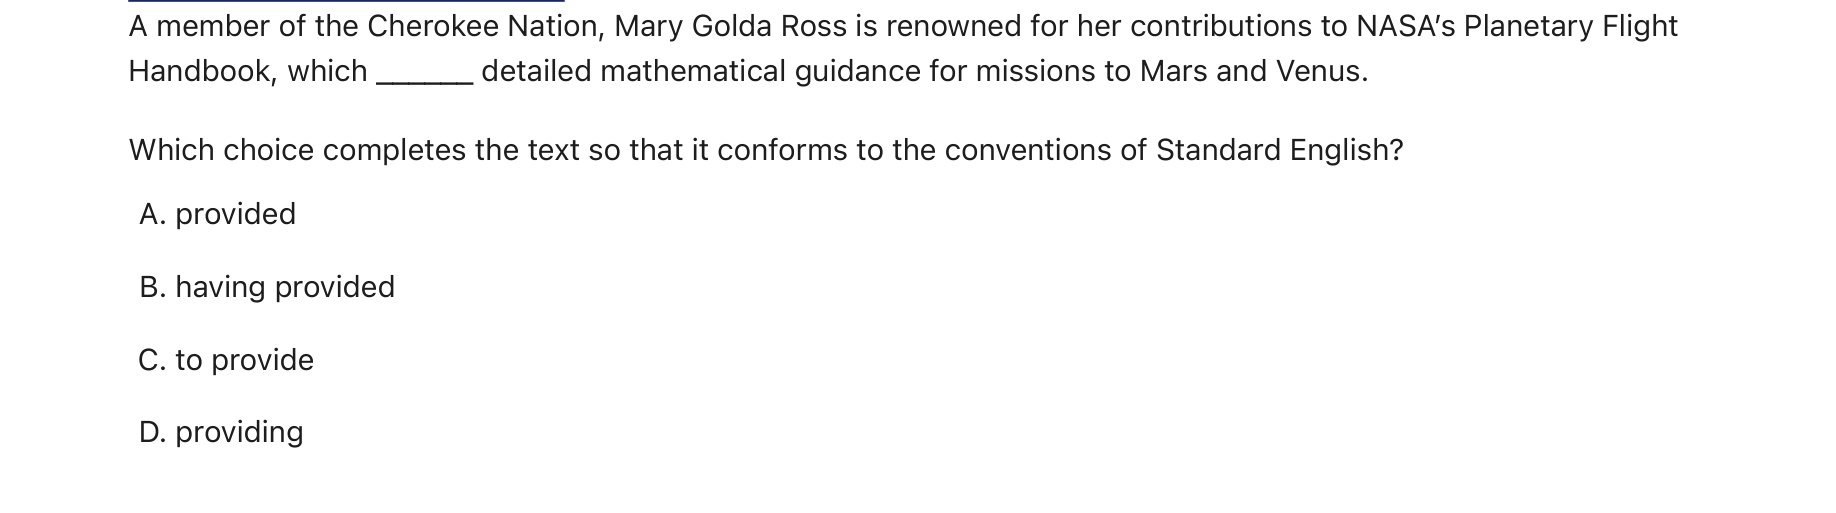 A member of the Cherokee Nation, Mary Golda Ross is renowned for her contributions to NASA’s Planetary Flight
Handbook, which ______ detailed mathematical guidance for missions to Mars and Venus.
Which choice completes the text so that it conforms to the conventions of Standard English?
A. provided
B. having provided
C. to provide
D. providing